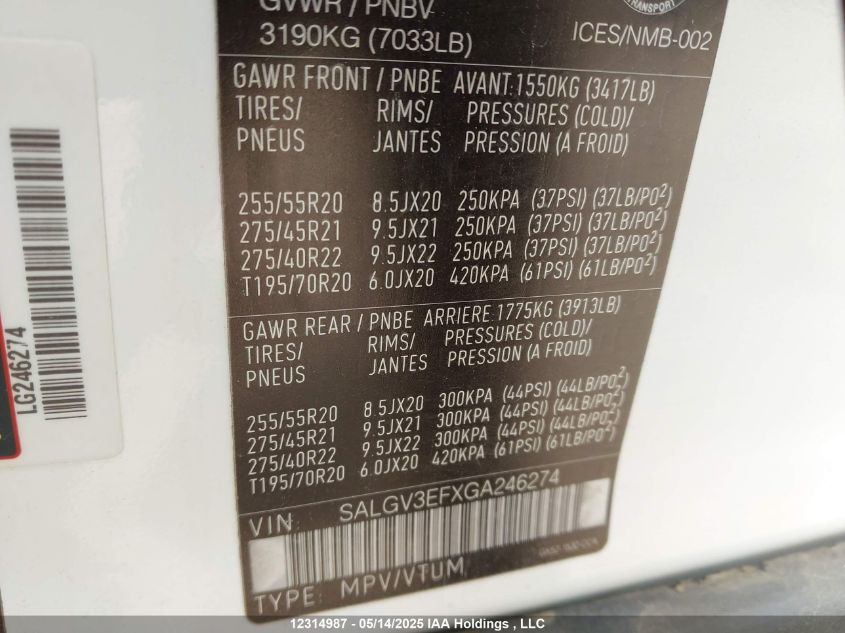 GVWR / PNBV
3190KG (7033LB)
TRANSPORT
ICES/NMB-002
GAWR FRONT / PNBE AVANT:1550KG (3417LB)
TIRES/ RIMS/ PRESSURES (COLD)/
PNEUS JANTES PRESSION (A FROID)
255/55R20 8.5JX20 250KPA (37PSI) (37LB/PO²)
275/45R21 9.5JX21 250KPA (37PSI) (37LB/PO²)
275/40R22 9.5JX22 250KPA (37PSI) (37LB/PO²)
T195/70R20 6.0JX20 420KPA (61PSI) (61LB/PO²)
GAWR REAR / PNBE ARRIERE:1775KG (3913LB)
TIRES/ RIMS/ PRESSURES (COLD)/
PNEUS JANTES PRESSION (A FROID)
255/55R20 8.5JX20 300KPA (44PSI) (44LB/PO²)
275/45R21 9.5JX21 300KPA (44PSI) (44LB/PO²)
275/40R22 9.5JX22 300KPA (44PSI) (44LB/PO²)
T195/70R20 6.0JX20 420KPA (61PSI) (61LB/PO²)
VIN: SALGV3EFXGA246274
TYPE: MPV/VTUM
LG246274
12314987 - 05/14/2025 IAA Holdings , LLC